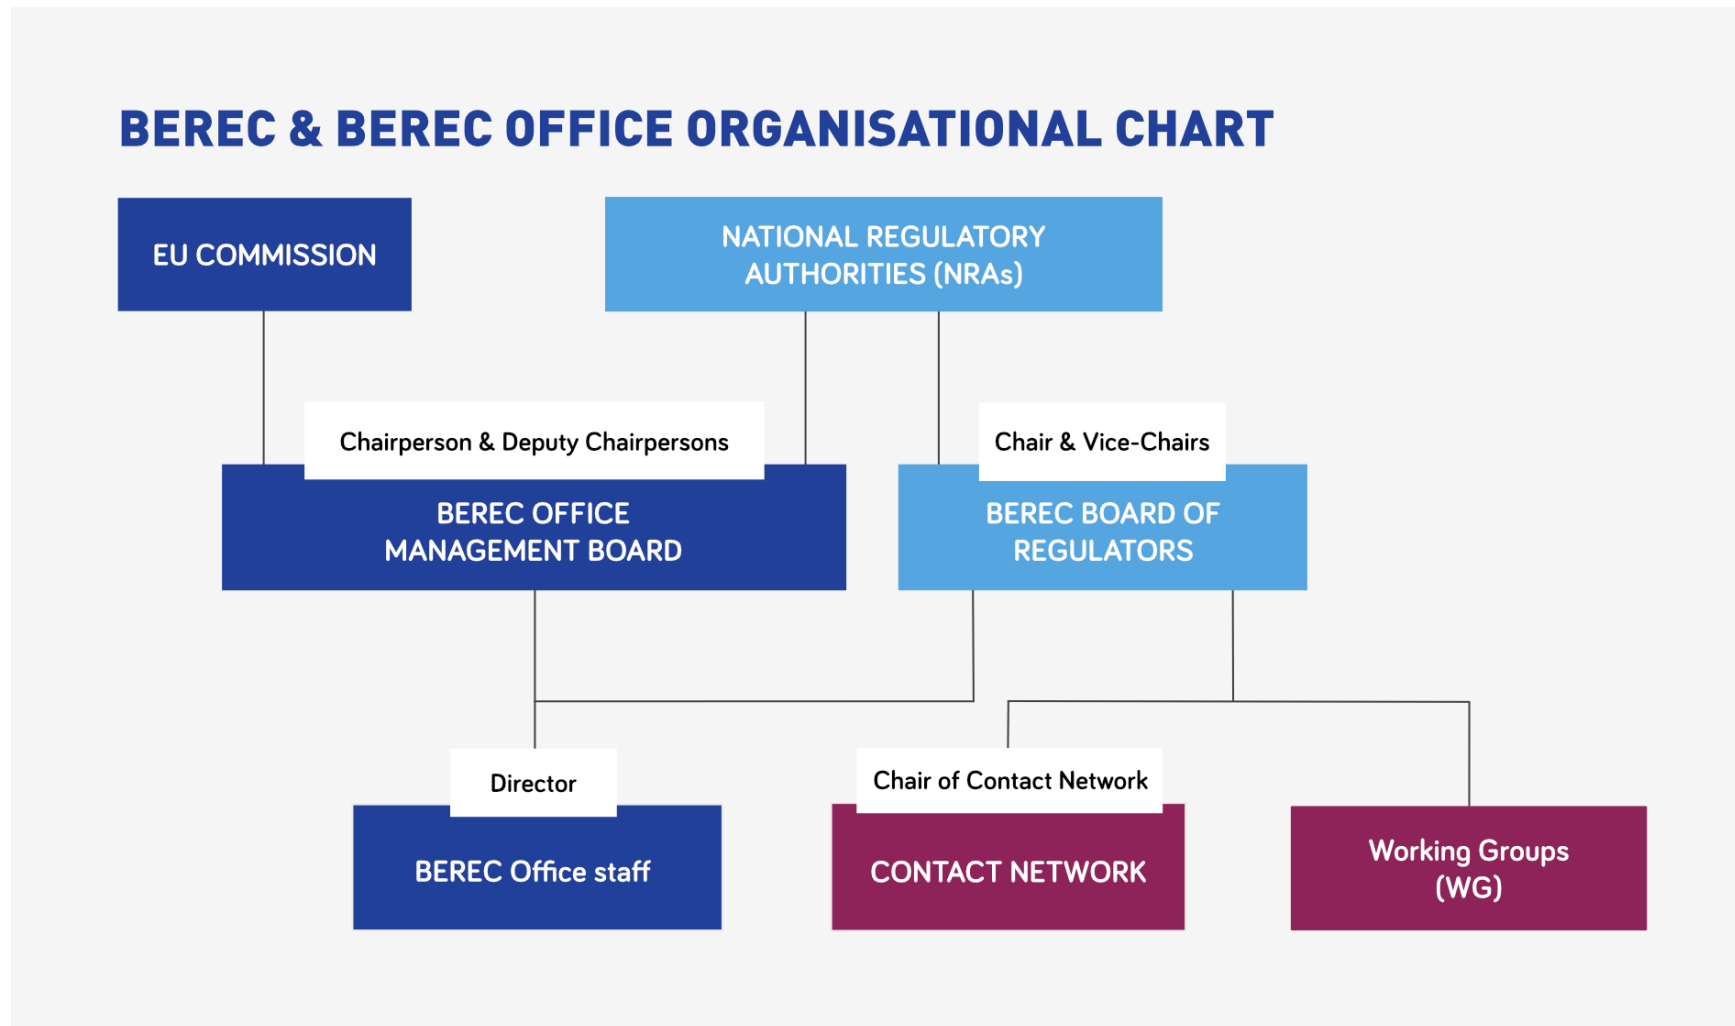 BEREC & BEREC OFFICE ORGANISATIONAL CHART
EU COMMISSION
NATIONAL REGULATORY
AUTHORITIES (NRAs)
Chairperson & Deputy Chairpersons
BEREC OFFICE
MANAGEMENT BOARD
Chair & Vice-Chairs
BEREC BOARD OF
REGULATORS
Director
BEREC Office staff
Chair of Contact Network
CONTACT NETWORK
Working Groups
(WG)